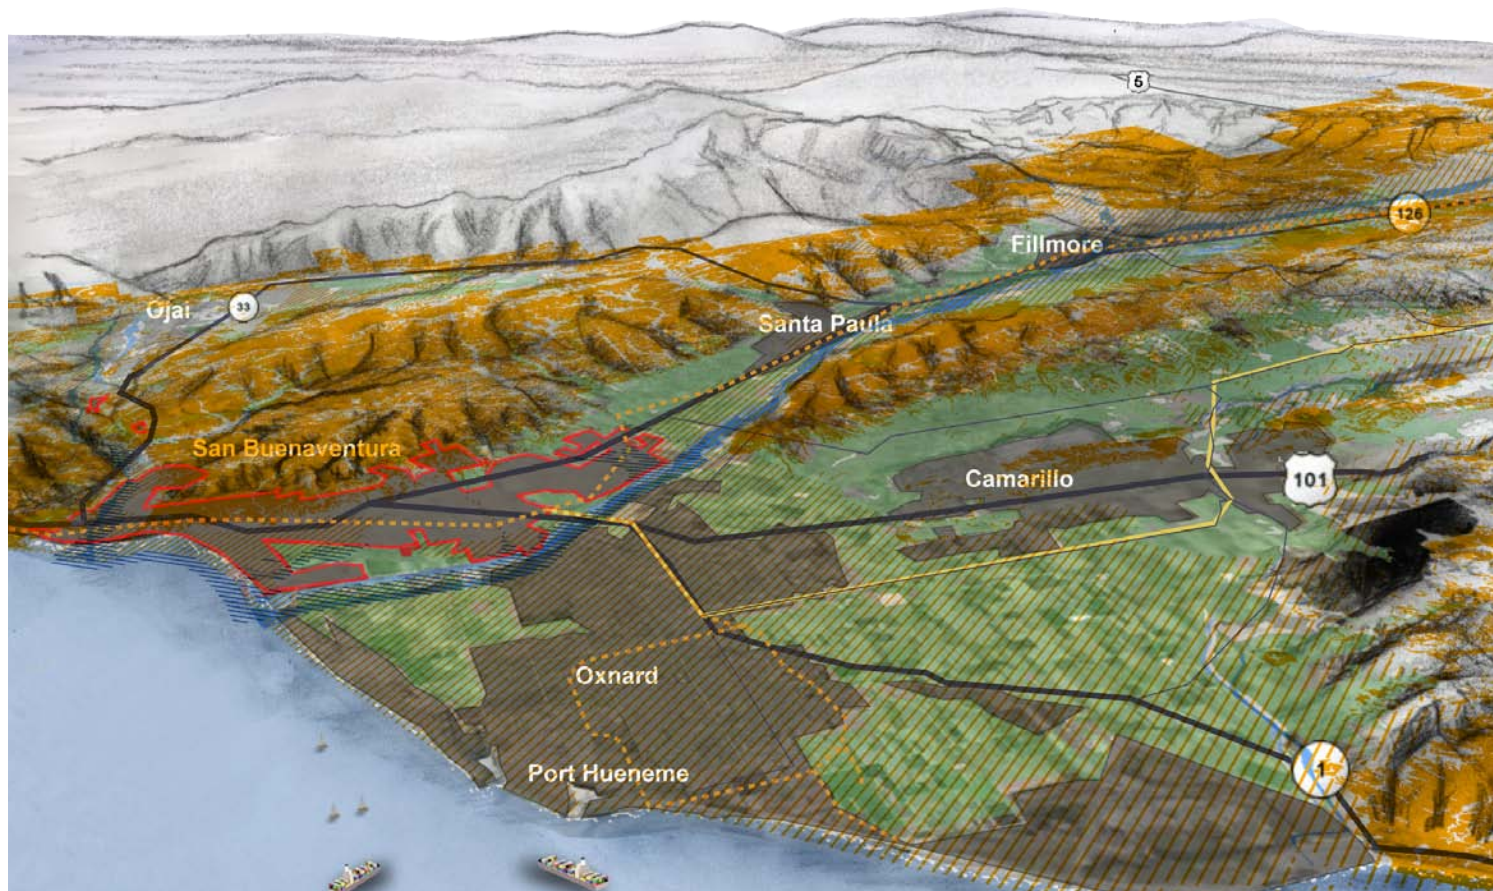 5
126
Fillmore
Ojai
33
Santa Paula
San Buenaventura
Camarillo
101
Oxnard
Port Hueneme
1